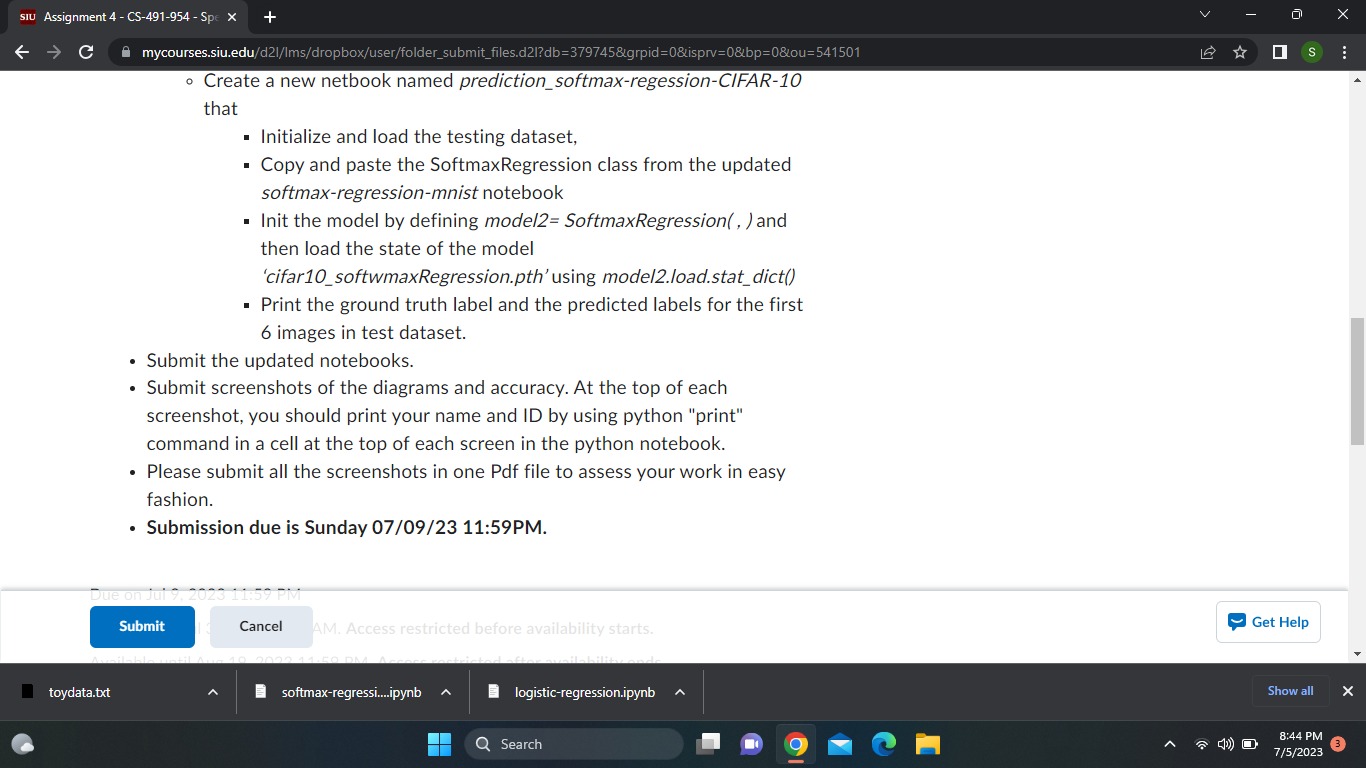 SIU Assignment 4 - CS-491-954 - Spe
mycourses.siu.edu/d2l/lms/dropbox/user/folder_submit_files.d2l?db=379745&grpid=0&isprv=0&bp=0&ou=541501
S
Create a new netbook named prediction_softmax-regession-CIFAR-10
that
Initialize and load the testing dataset,
Copy and paste the SoftmaxRegression class from the updated
softmax-regression-mnist notebook
Init the model by defining model2= SoftmaxRegression( , ) and
then load the state of the model
‘cifar10_softwmaxRegression.pth’ using model2.load.stat_dict()
Print the ground truth label and the predicted labels for the first
6 images in test dataset.
Submit the updated notebooks.
Submit screenshots of the diagrams and accuracy. At the top of each
screenshot, you should print your name and ID by using python "print"
command in a cell at the top of each screen in the python notebook.
Please submit all the screenshots in one Pdf file to assess your work in easy
fashion.
Submission due is Sunday 07/09/23 11:59PM.
Due on Jul 9, 2023 11:59 PM
Submit
Cancel
AM. Access restricted before availability starts.
Get Help
Available until Aug 19, 2023 11:59 PM. Access restricted after availability ends.
toydata.txt
softmax-regressi....ipynb
logistic-regression.ipynb
Show all
Search
8:44 PM
7/5/2023
3